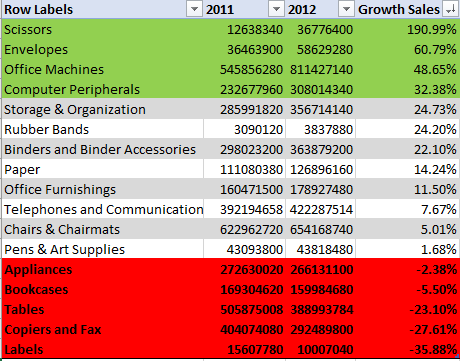 Row Labels 2011 2012 Growth Sales
Scissors 12638340 36776400 190.99%
Envelopes 36463900 58629280 60.79%
Office Machines 545856280 811427140 48.65%
Computer Peripherals 232677960 308014340 32.38%
Storage & Organization 285991820 356714140 24.73%
Rubber Bands 3090120 3837880 24.20%
Binders and Binder Accessories 298023200 363879200 22.10%
Paper 111080380 126896160 14.24%
Office Furnishings 160471500 178927480 11.50%
Telephones and Communication 392194658 422287514 7.67%
Chairs & Chairmats 622962720 654168740 5.01%
Pens & Art Supplies 43093800 43818480 1.68%
Appliances 272630020 266131100 -2.38%
Bookcases 169304620 159984680 -5.50%
Tables 505875008 388993784 -23.10%
Copiers and Fax 404074080 292489800 -27.61%
Labels 15607780 10007040 -35.88%